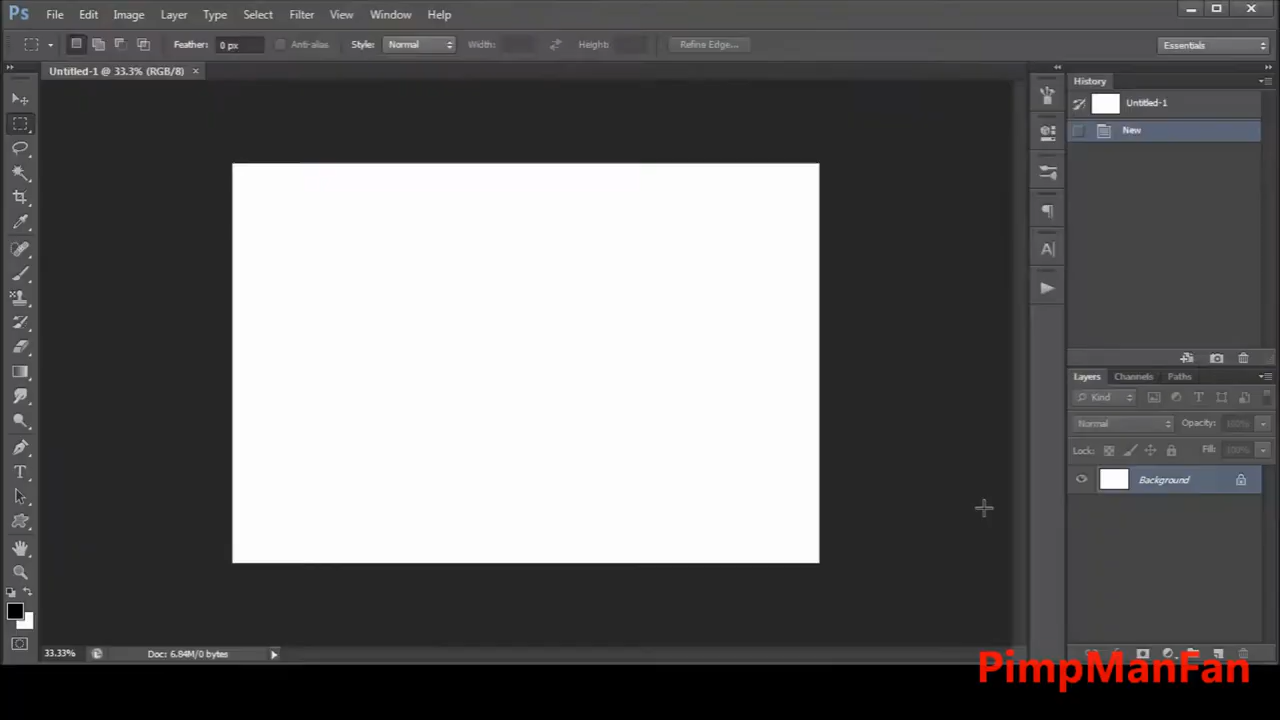 Ps File Edit Image Layer Type Select Filter View Window Help
Feather: 0 px Anti-alias Style: Normal Width: Height: Refine Edge... Essentials
Untitled-1 @ 33.3% (RGB/8) ×
History
Untitled-1
New
Layers Channels Paths
Kind
Normal Opacity: 100%
Lock: Fill: 100%
Background
33.33% Doc: 6.84M/0 bytes
PimpManFan